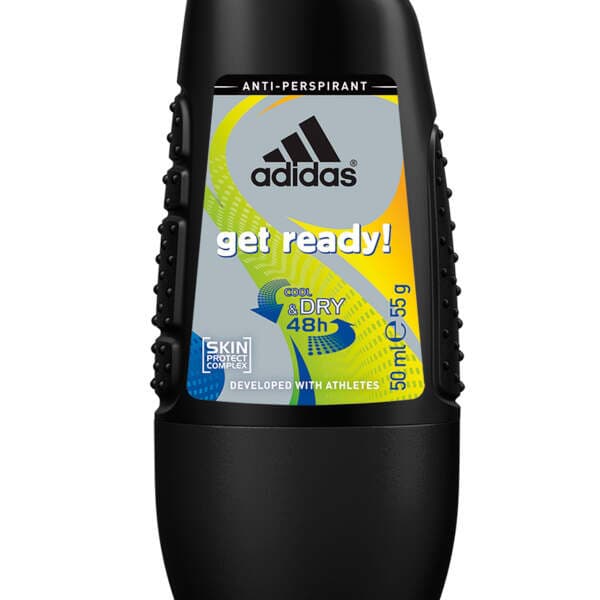 ANTI-PERSPIRANT
adidas®
get ready!
COOL
& DRY
48h
50 ml ℮ 55 g
[SKIN
PROTECT
COMPLEX]
DEVELOPED WITH ATHLETES